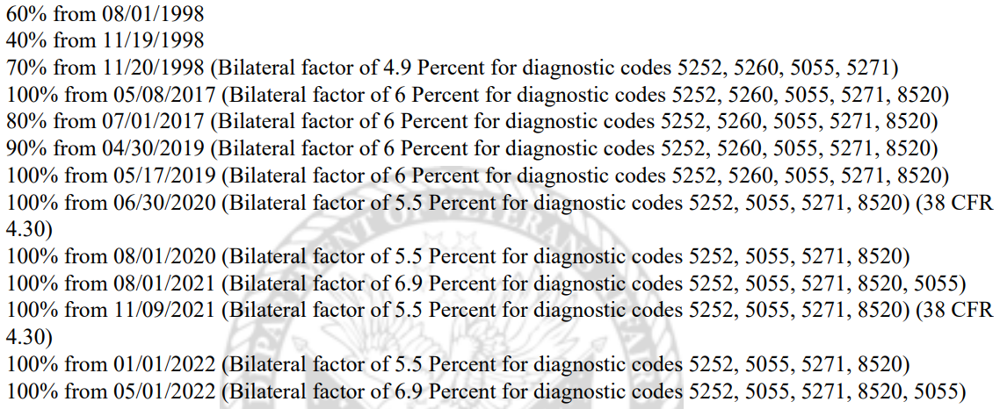 60% from 08/01/1998
40% from 11/19/1998
70% from 11/20/1998 (Bilateral factor of 4.9 Percent for diagnostic codes 5252, 5260, 5055, 5271)
100% from 05/08/2017 (Bilateral factor of 6 Percent for diagnostic codes 5252, 5260, 5055, 5271, 8520)
80% from 07/01/2017 (Bilateral factor of 6 Percent for diagnostic codes 5252, 5260, 5055, 5271, 8520)
90% from 04/30/2019 (Bilateral factor of 6 Percent for diagnostic codes 5252, 5260, 5055, 5271, 8520)
100% from 05/17/2019 (Bilateral factor of 6 Percent for diagnostic codes 5252, 5260, 5055, 5271, 8520)
100% from 06/30/2020 (Bilateral factor of 5.5 Percent for diagnostic codes 5252, 5055, 5271, 8520) (38 CFR
4.30)
100% from 08/01/2020 (Bilateral factor of 5.5 Percent for diagnostic codes 5252, 5055, 5271, 8520)
100% from 08/01/2021 (Bilateral factor of 6.9 Percent for diagnostic codes 5252, 5055, 5271, 8520, 5055)
100% from 11/09/2021 (Bilateral factor of 5.5 Percent for diagnostic codes 5252, 5055, 5271, 8520) (38 CFR
4.30)
100% from 01/01/2022 (Bilateral factor of 5.5 Percent for diagnostic codes 5252, 5055, 5271, 8520)
100% from 05/01/2022 (Bilateral factor of 6.9 Percent for diagnostic codes 5252, 5055, 5271, 8520, 5055)